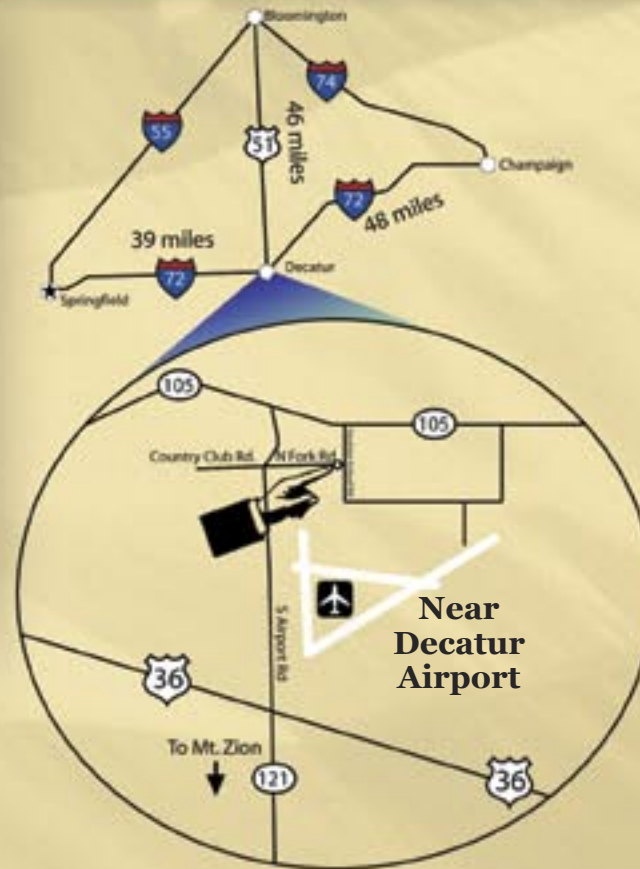 Bloomington
74
55
51
46 miles
Champaign
72
48 miles
39 miles
72
Decatur
Springfield
105
105
Country Club Rd.
N Fork Rd
S Airport Rd
Near
Decatur
Airport
36
To Mt. Zion
121
36